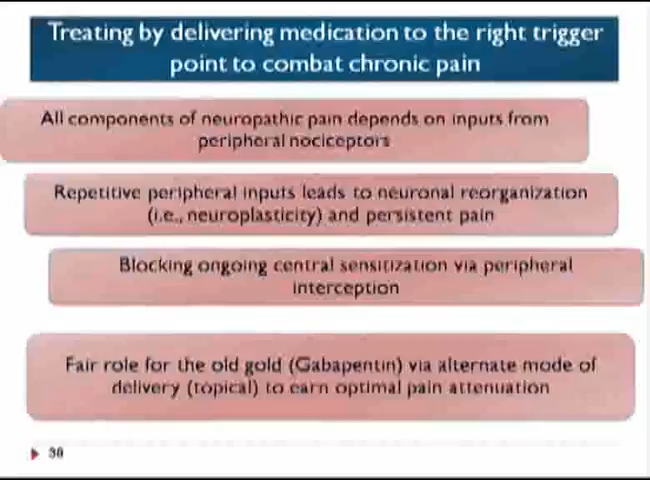 Treating by delivering medication to the right trigger
point to combat chronic pain
All components of neuropathic pain depends on inputs from
peripheral nociceptors
Repetitive peripheral inputs leads to neuronal reorganization
(i.e., neuroplasticity) and persistent pain
Blocking ongoing central sensitization via peripheral
interception
Fair role for the old gold (Gabapentin) via alternate mode of
delivery (topical) to earn optimal pain attenuation
30